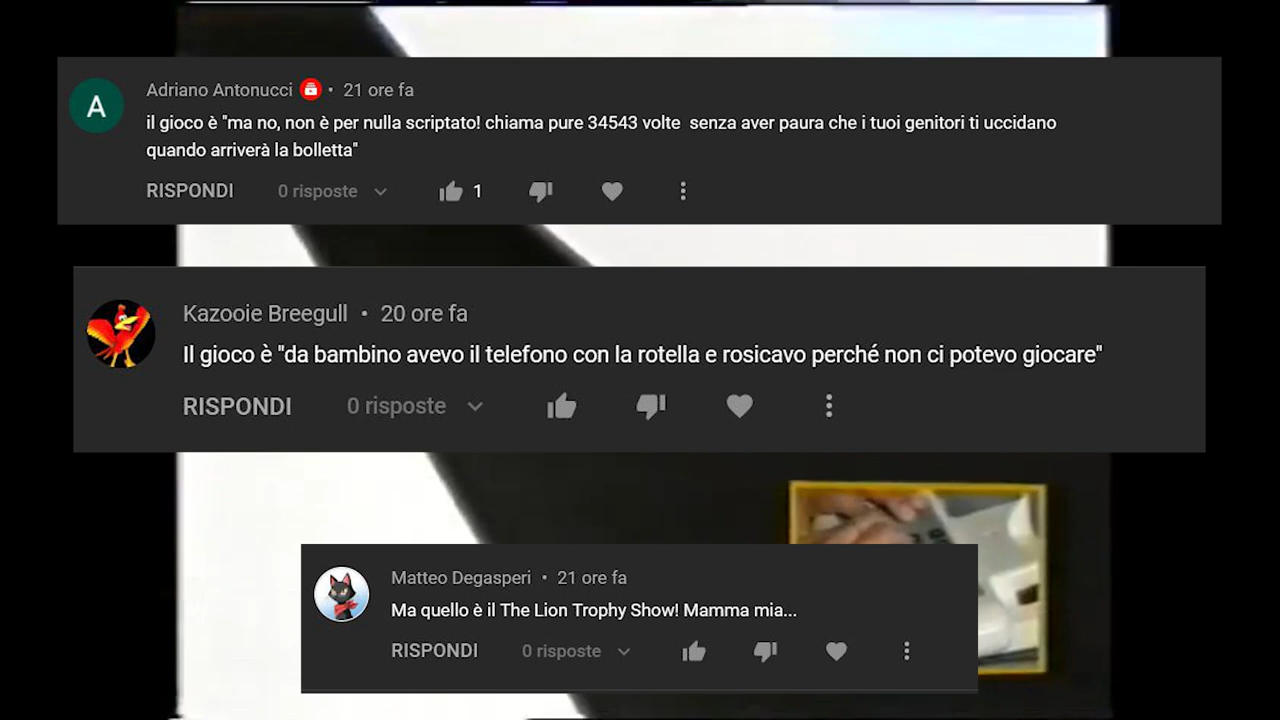 A
Adriano Antonucci • 21 ore fa
il gioco è "ma no, non è per nulla scriptato! chiama pure 34543 volte senza aver paura che i tuoi genitori ti uccidano
quando arriverà la bolletta"
RISPONDI 0 risposte 1
Kazooie Breegull • 20 ore fa
Il gioco è "da bambino avevo il telefono con la rotella e rosicavo perché non ci potevo giocare"
RISPONDI 0 risposte
Matteo Degasperi • 21 ore fa
Ma quello è il The Lion Trophy Show! Mamma mia...
RISPONDI 0 risposte